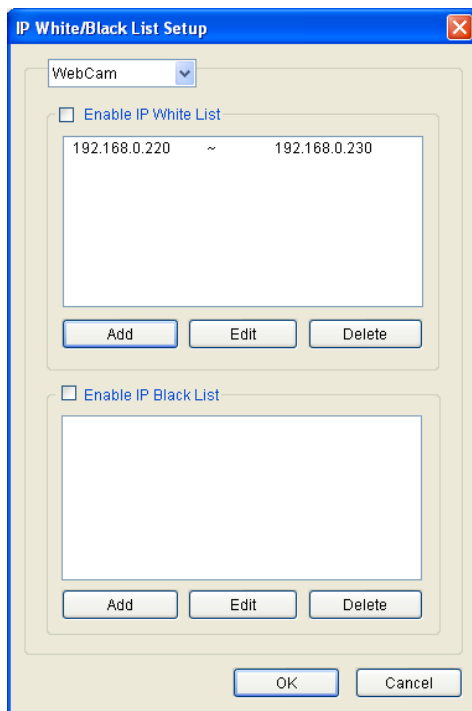 IP White/Black List Setup
WebCam
Enable IP White List
192.168.0.220 ~ 192.168.0.230
Add Edit Delete
Enable IP Black List
Add Edit Delete
OK Cancel